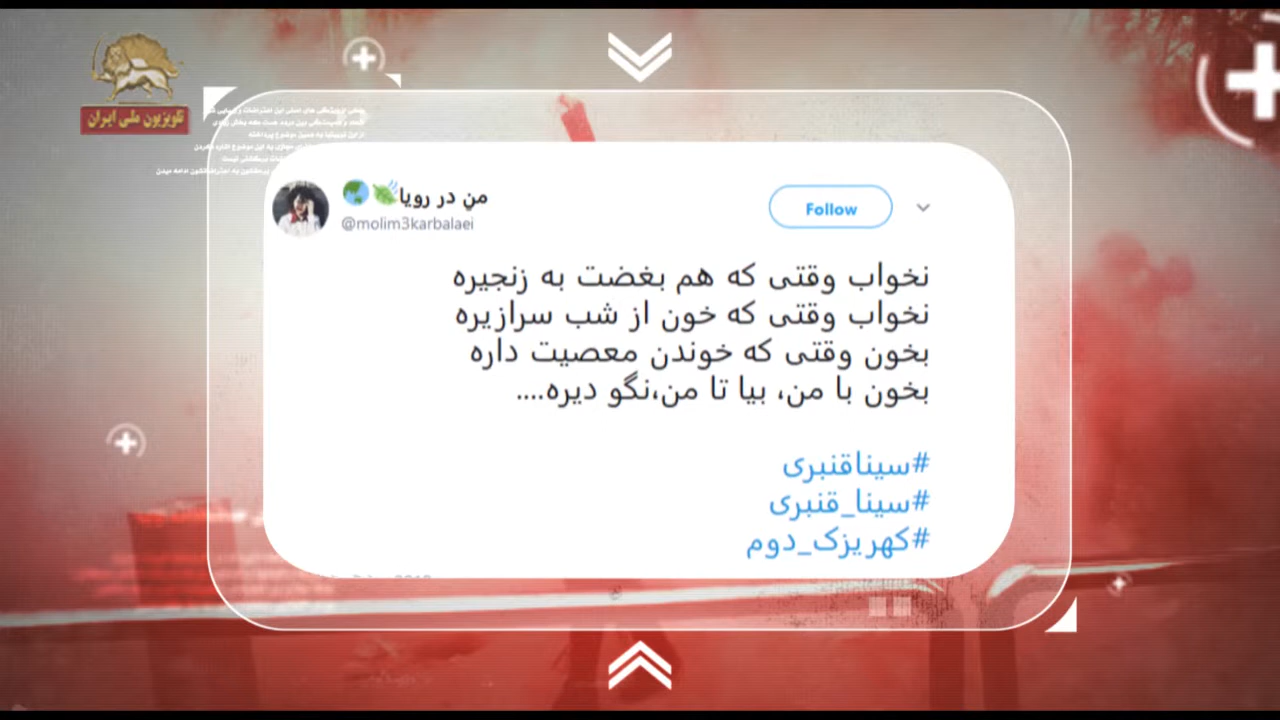 تلویزیون ملی ایران
من در رویا
@molim3karbalaei
Follow
نخواب وقتی که هم بغضت به زنجیره
نخواب وقتی که خون از شب سرازیره
بخون وقتی که خوندن معصیت داره
بخون با من، بیا تا من،نگو دیره....
#سیناقنبری
#سینا_قنبری
#کهریزک_دوم